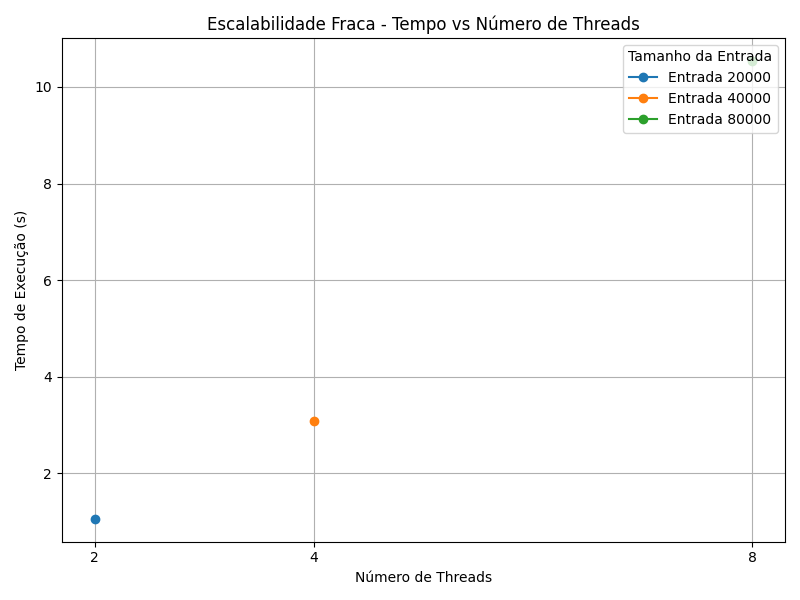 Escalabilidade Fraca - Tempo vs Número de Threads
Tamanho da Entrada
Entrada 20000
Entrada 40000
Entrada 80000
10
8
6
4
2
Tempo de Execução (s)
2
4
8
Número de Threads